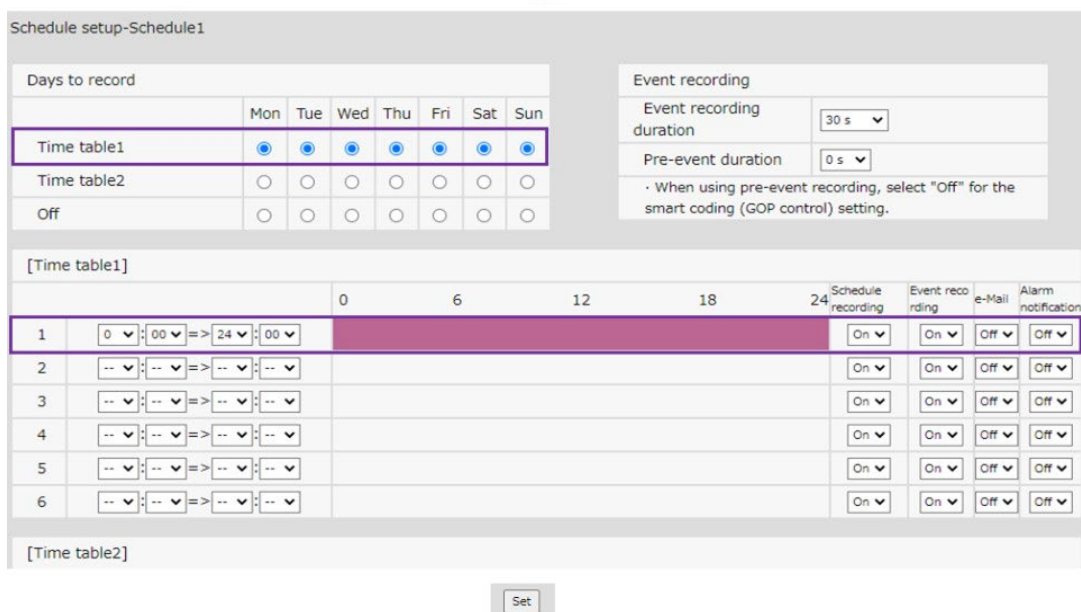 Schedule setup-Schedule1
Days to record
Mon Tue Wed Thu Fri Sat Sun
Time table1
Time table2
Off
Event recording
Event recording
duration
30 s
Pre-event duration
0 s
· When using pre-event recording, select "Off" for the
smart coding (GOP control) setting.
[Time table1]
0 6 12 18 24
Schedule
recording
Event reco
rding
e-Mail
Alarm
notification
1 0 : 00 => 24 : 00 On On Off Off
2 -- : -- => -- : -- On On Off Off
3 -- : -- => -- : -- On On Off Off
4 -- : -- => -- : -- On On Off Off
5 -- : -- => -- : -- On On Off Off
6 -- : -- => -- : -- On On Off Off
[Time table2]
Set